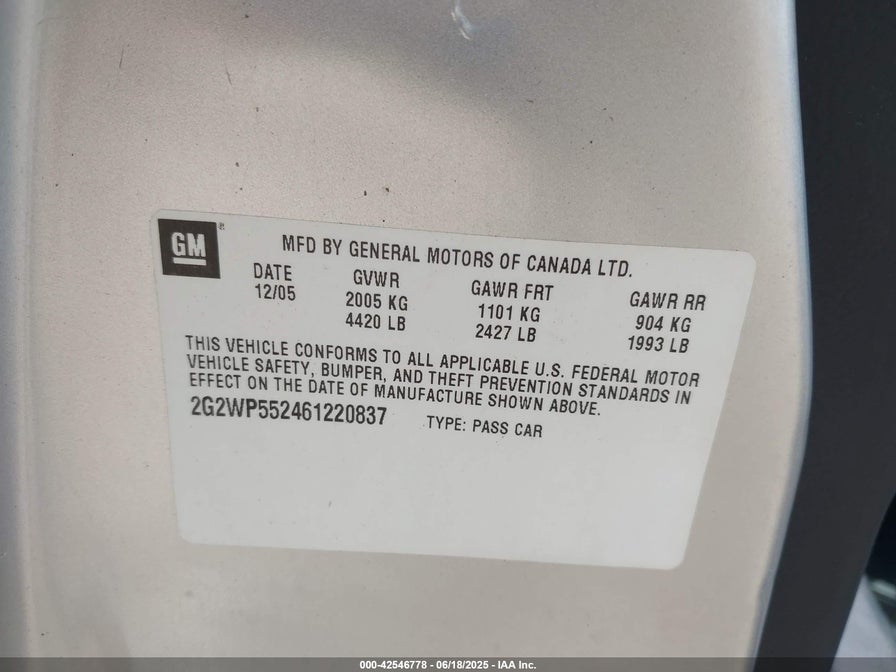 GM®
MFD BY GENERAL MOTORS OF CANADA LTD.
DATE GVWR GAWR FRT GAWR RR
12/05 2005 KG 1101 KG 904 KG
4420 LB 2427 LB 1993 LB
THIS VEHICLE CONFORMS TO ALL APPLICABLE U.S. FEDERAL MOTOR
VEHICLE SAFETY, BUMPER, AND THEFT PREVENTION STANDARDS IN
EFFECT ON THE DATE OF MANUFACTURE SHOWN ABOVE.
2G2WP552461220837 TYPE: PASS CAR
000-42546778 - 06/18/2025 - IAA Inc.